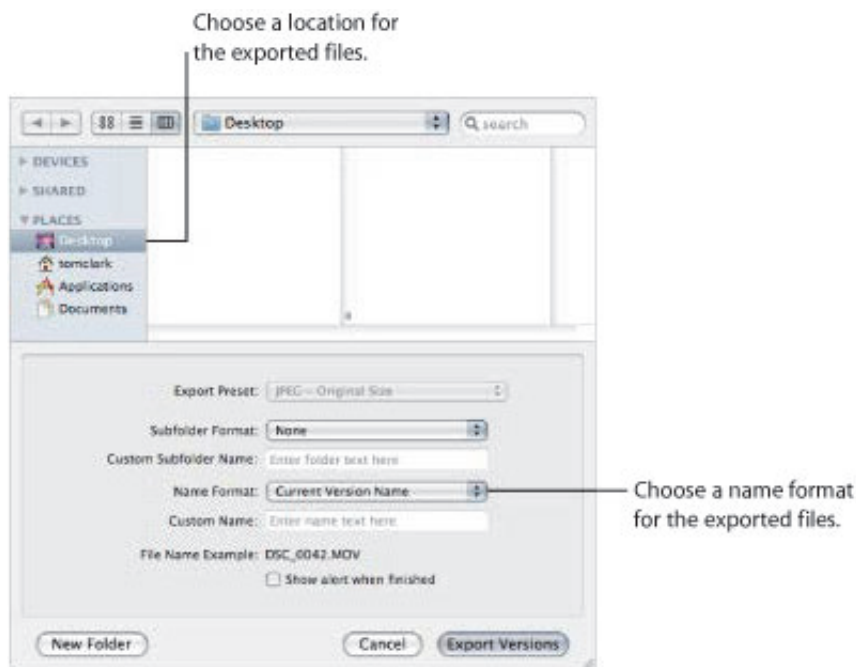 Choose a location for
the exported files.
Desktop
search
DEVICES
SHARED
PLACES
Desktop
tomclark
Applications
Documents
Export Preset: JPEG – Original Size
Subfolder Format: None
Custom Subfolder Name: Enter folder text here
Name Format: Current Version Name
Choose a name format
for the exported files.
Custom Name: Enter name text here
File Name Example: DSC_0042.MOV
Show alert when finished
New Folder
Cancel
Export Versions